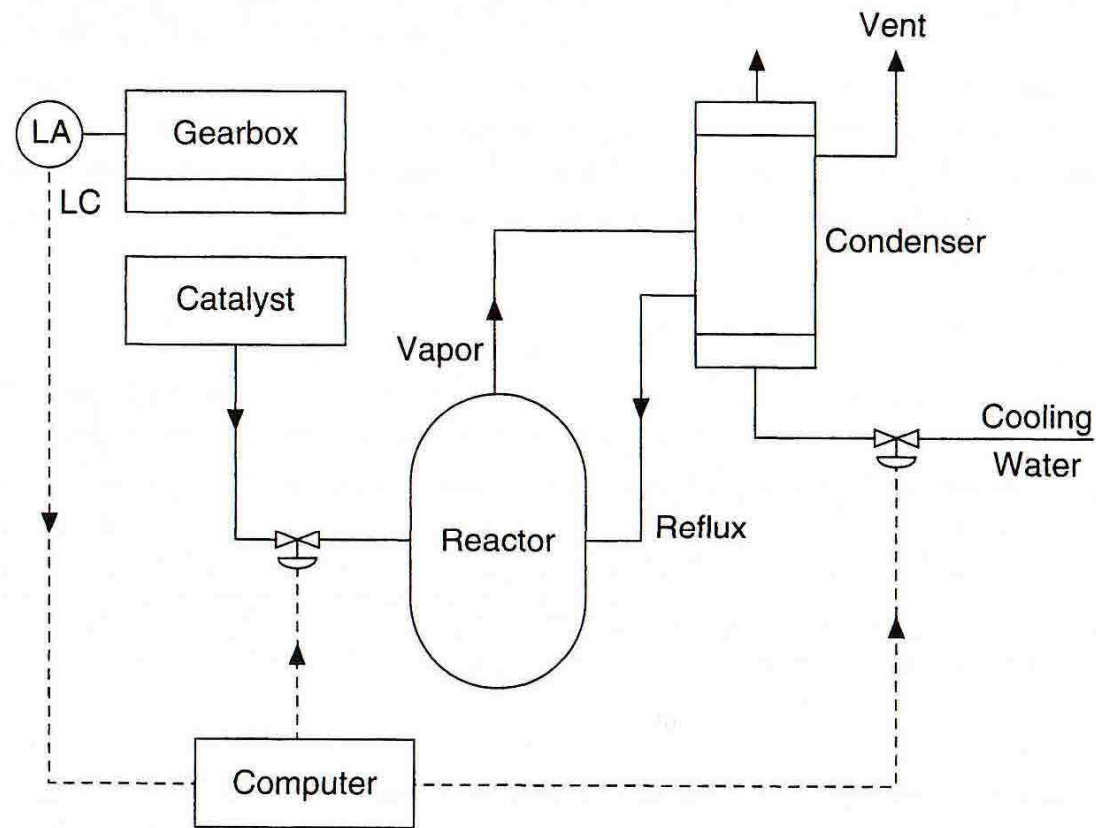 Vent
LA
Gearbox
LC
Condenser
Catalyst
Vapor
Cooling
Water
Reactor
Reflux
Computer